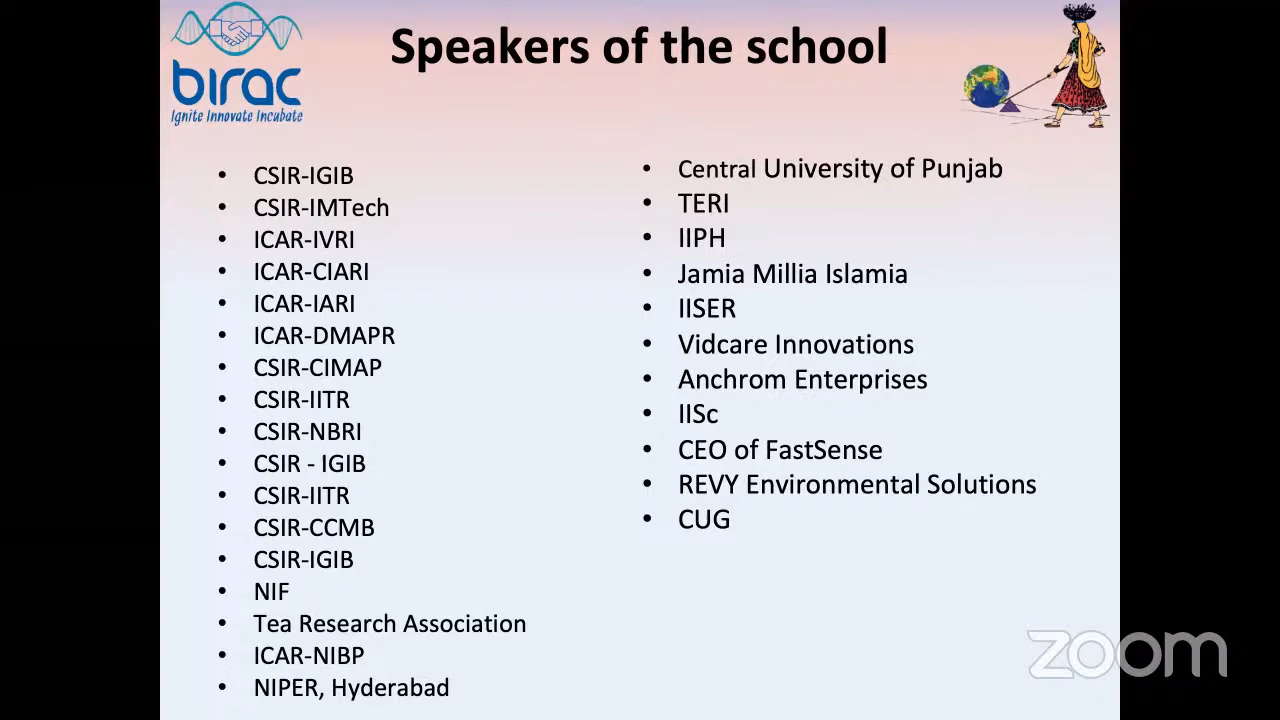 birac
Ignite Innovate Incubate
Speakers of the school
• CSIR-IGIB
• CSIR-IMTech
• ICAR-IVRI
• ICAR-CIARI
• ICAR-IARI
• ICAR-DMAPR
• CSIR-CIMAP
• CSIR-IITR
• CSIR-NBRI
• CSIR - IGIB
• CSIR-IITR
• CSIR-CCMB
• CSIR-IGIB
• NIF
• Tea Research Association
• ICAR-NIBP
• NIPER, Hyderabad
• Central University of Punjab
• TERI
• IIPH
• Jamia Millia Islamia
• IISER
• Vidcare Innovations
• Anchrom Enterprises
• IISc
• CEO of FastSense
• REVY Environmental Solutions
• CUG
zoom